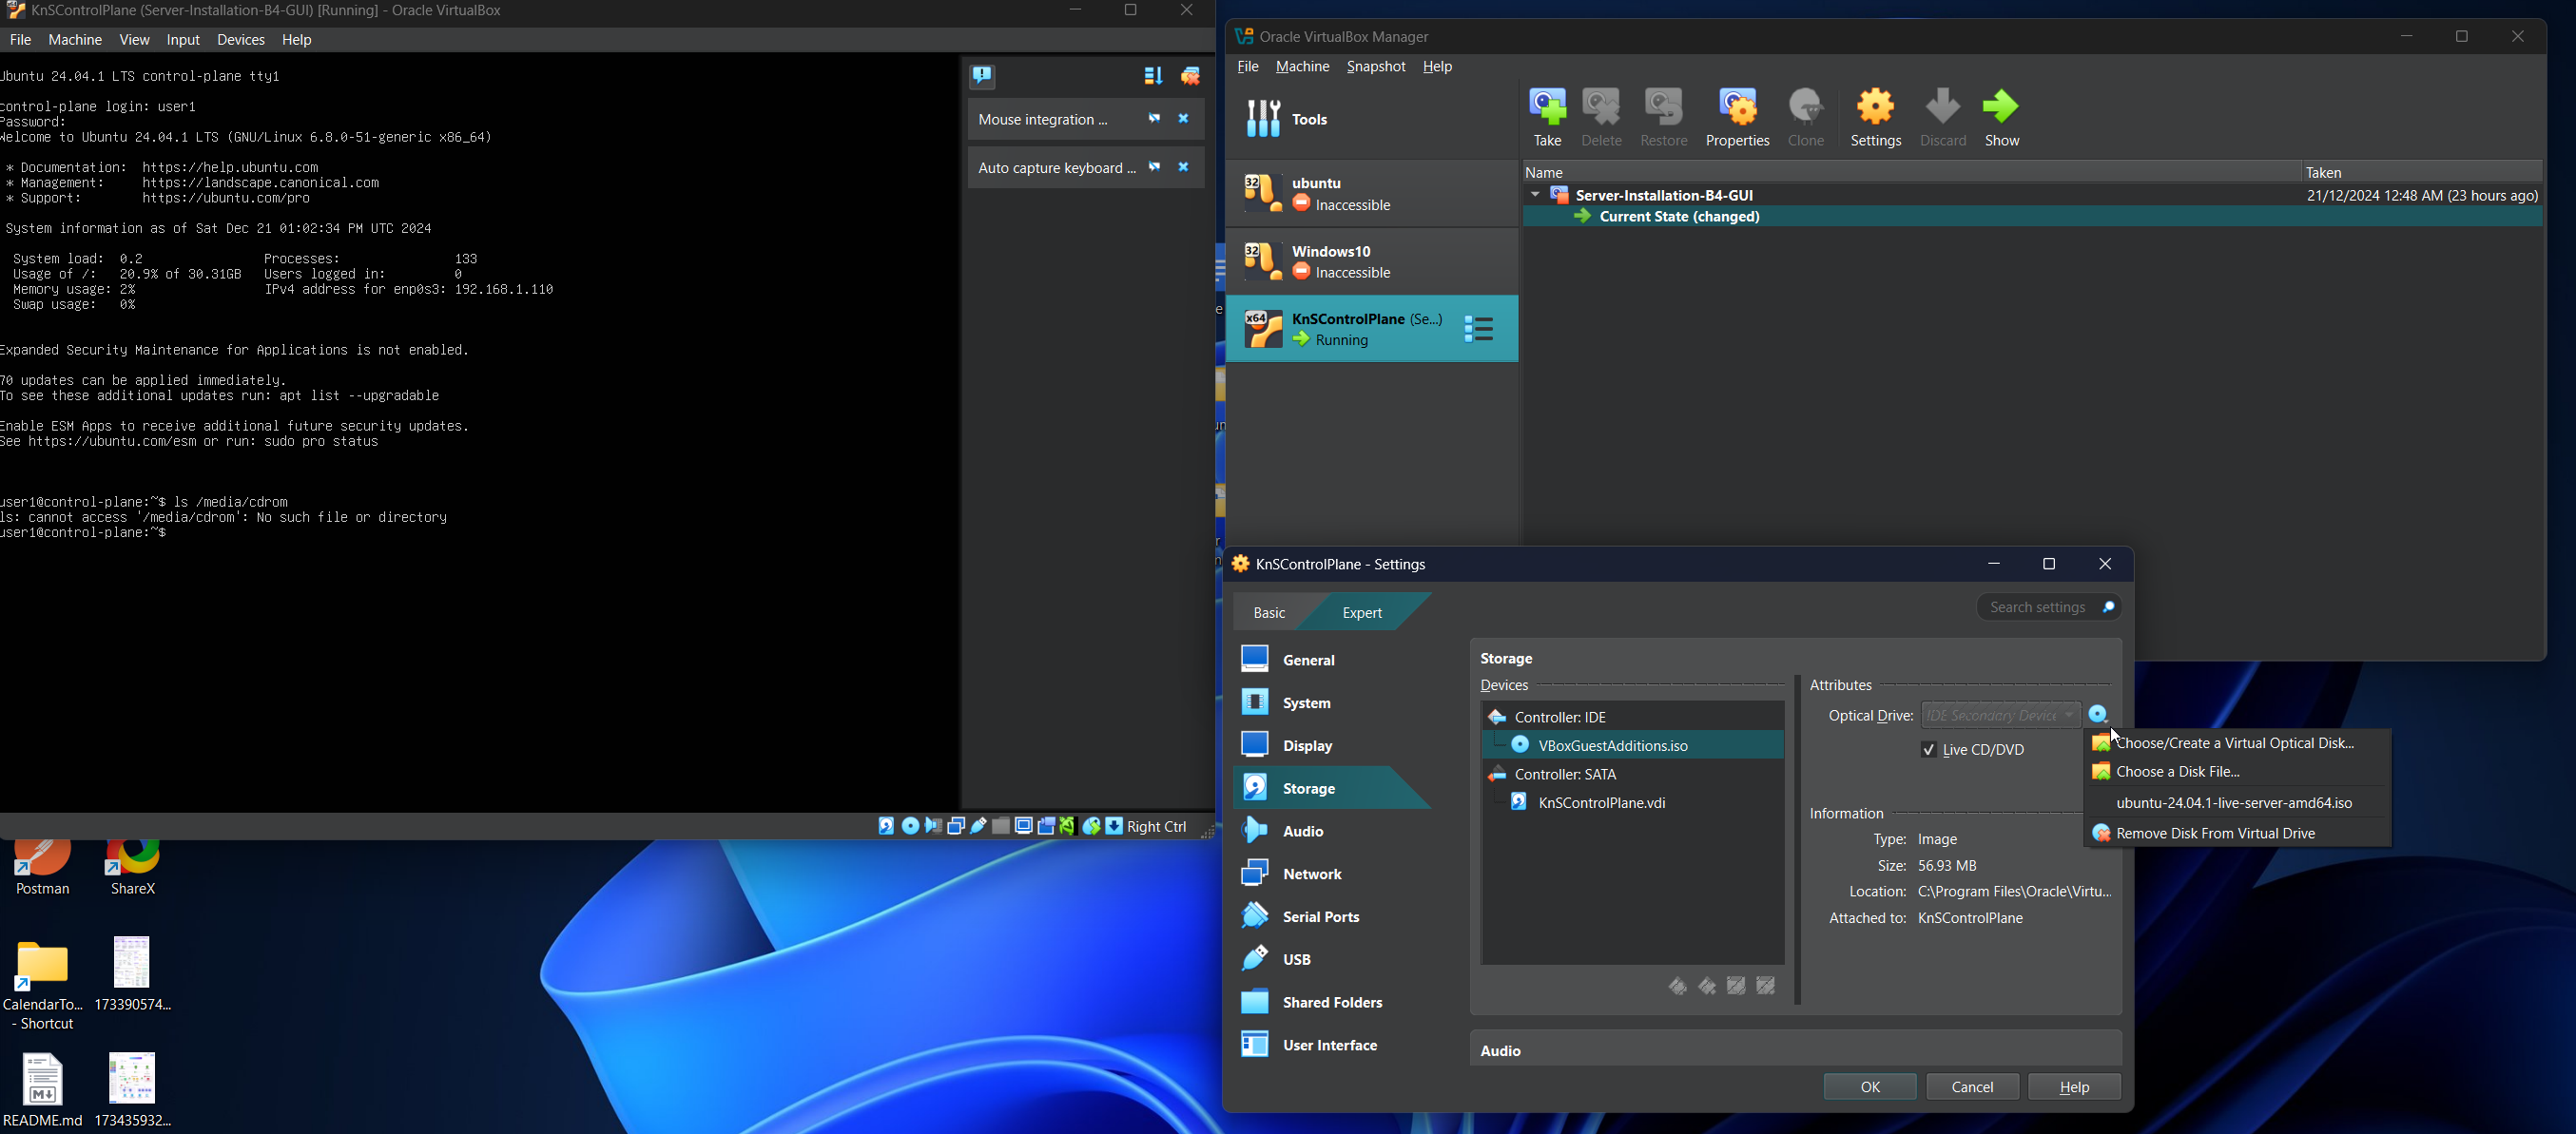 KnSControlPlane (Server-Installation-B4-GUI) [Running] - Oracle VirtualBox
File Machine View Input Devices Help
Ubuntu 24.04.1 LTS control-plane tty1
control-plane login: user1
Password:
Welcome to Ubuntu 24.04.1 LTS (GNU/Linux 6.8.0-51-generic x86_64)
* Documentation: https://help.ubuntu.com
* Management: https://landscape.canonical.com
* Support: https://ubuntu.com/pro
System information as of Sat Dec 21 01:02:34 PM UTC 2024
System load: 0.2 Processes: 133
Usage of /: 20.9% of 30.31GB Users logged in: 0
Memory usage: 2% IPv4 address for enp0s3: 192.168.1.110
Swap usage: 0%
Expanded Security Maintenance for Applications is not enabled.
70 updates can be applied immediately.
To see these additional updates run: apt list --upgradable
Enable ESM Apps to receive additional future security updates.
See https://ubuntu.com/esm or run: sudo pro status
user1@control-plane:~$ ls /media/cdrom
ls: cannot access '/media/cdrom': No such file or directory
user1@control-plane:~$
Mouse integration ...
Auto capture keyboard ...
Right Ctrl
Postman
ShareX
CalendarTo...
- Shortcut
173390574...
README.md
173435932...
Oracle VirtualBox Manager
File Machine Snapshot Help
Tools
Take Delete Restore Properties Clone Settings Discard Show
32 ubuntu
Inaccessible
32 Windows10
Inaccessible
x64 KnSControlPlane (Se...)
Running
Name Taken
Server-Installation-B4-GUI 21/12/2024 12:48 AM (23 hours ago)
Current State (changed)
KnSControlPlane - Settings
Basic Expert
Search settings
General
System
Display
Storage
Audio
Network
Serial Ports
USB
Shared Folders
User Interface
Storage
Devices
Controller: IDE
VBoxGuestAdditions.iso
Controller: SATA
KnSControlPlane.vdi
Attributes
Optical Drive: IDE Secondary Device
Live CD/DVD
Information
Type: Image
Size: 56.93 MB
Location: C:\Program Files\Oracle\Virtu...
Attached to: KnSControlPlane
Choose/Create a Virtual Optical Disk...
Choose a Disk File...
ubuntu-24.04.1-live-server-amd64.iso
Remove Disk From Virtual Drive
Audio
OK Cancel Help